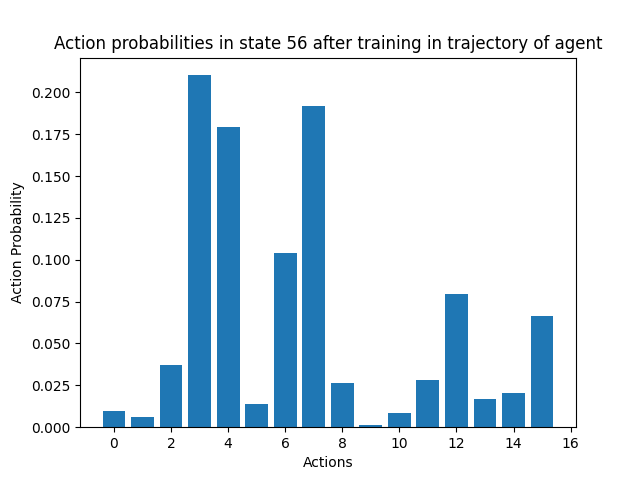 Action probabilities in state 56 after training in trajectory of agent
0.200
0.175
0.150
0.125
0.100
0.075
0.050
0.025
0.000
Action Probability
0 2 4 6 8 10 12 14 16
Actions